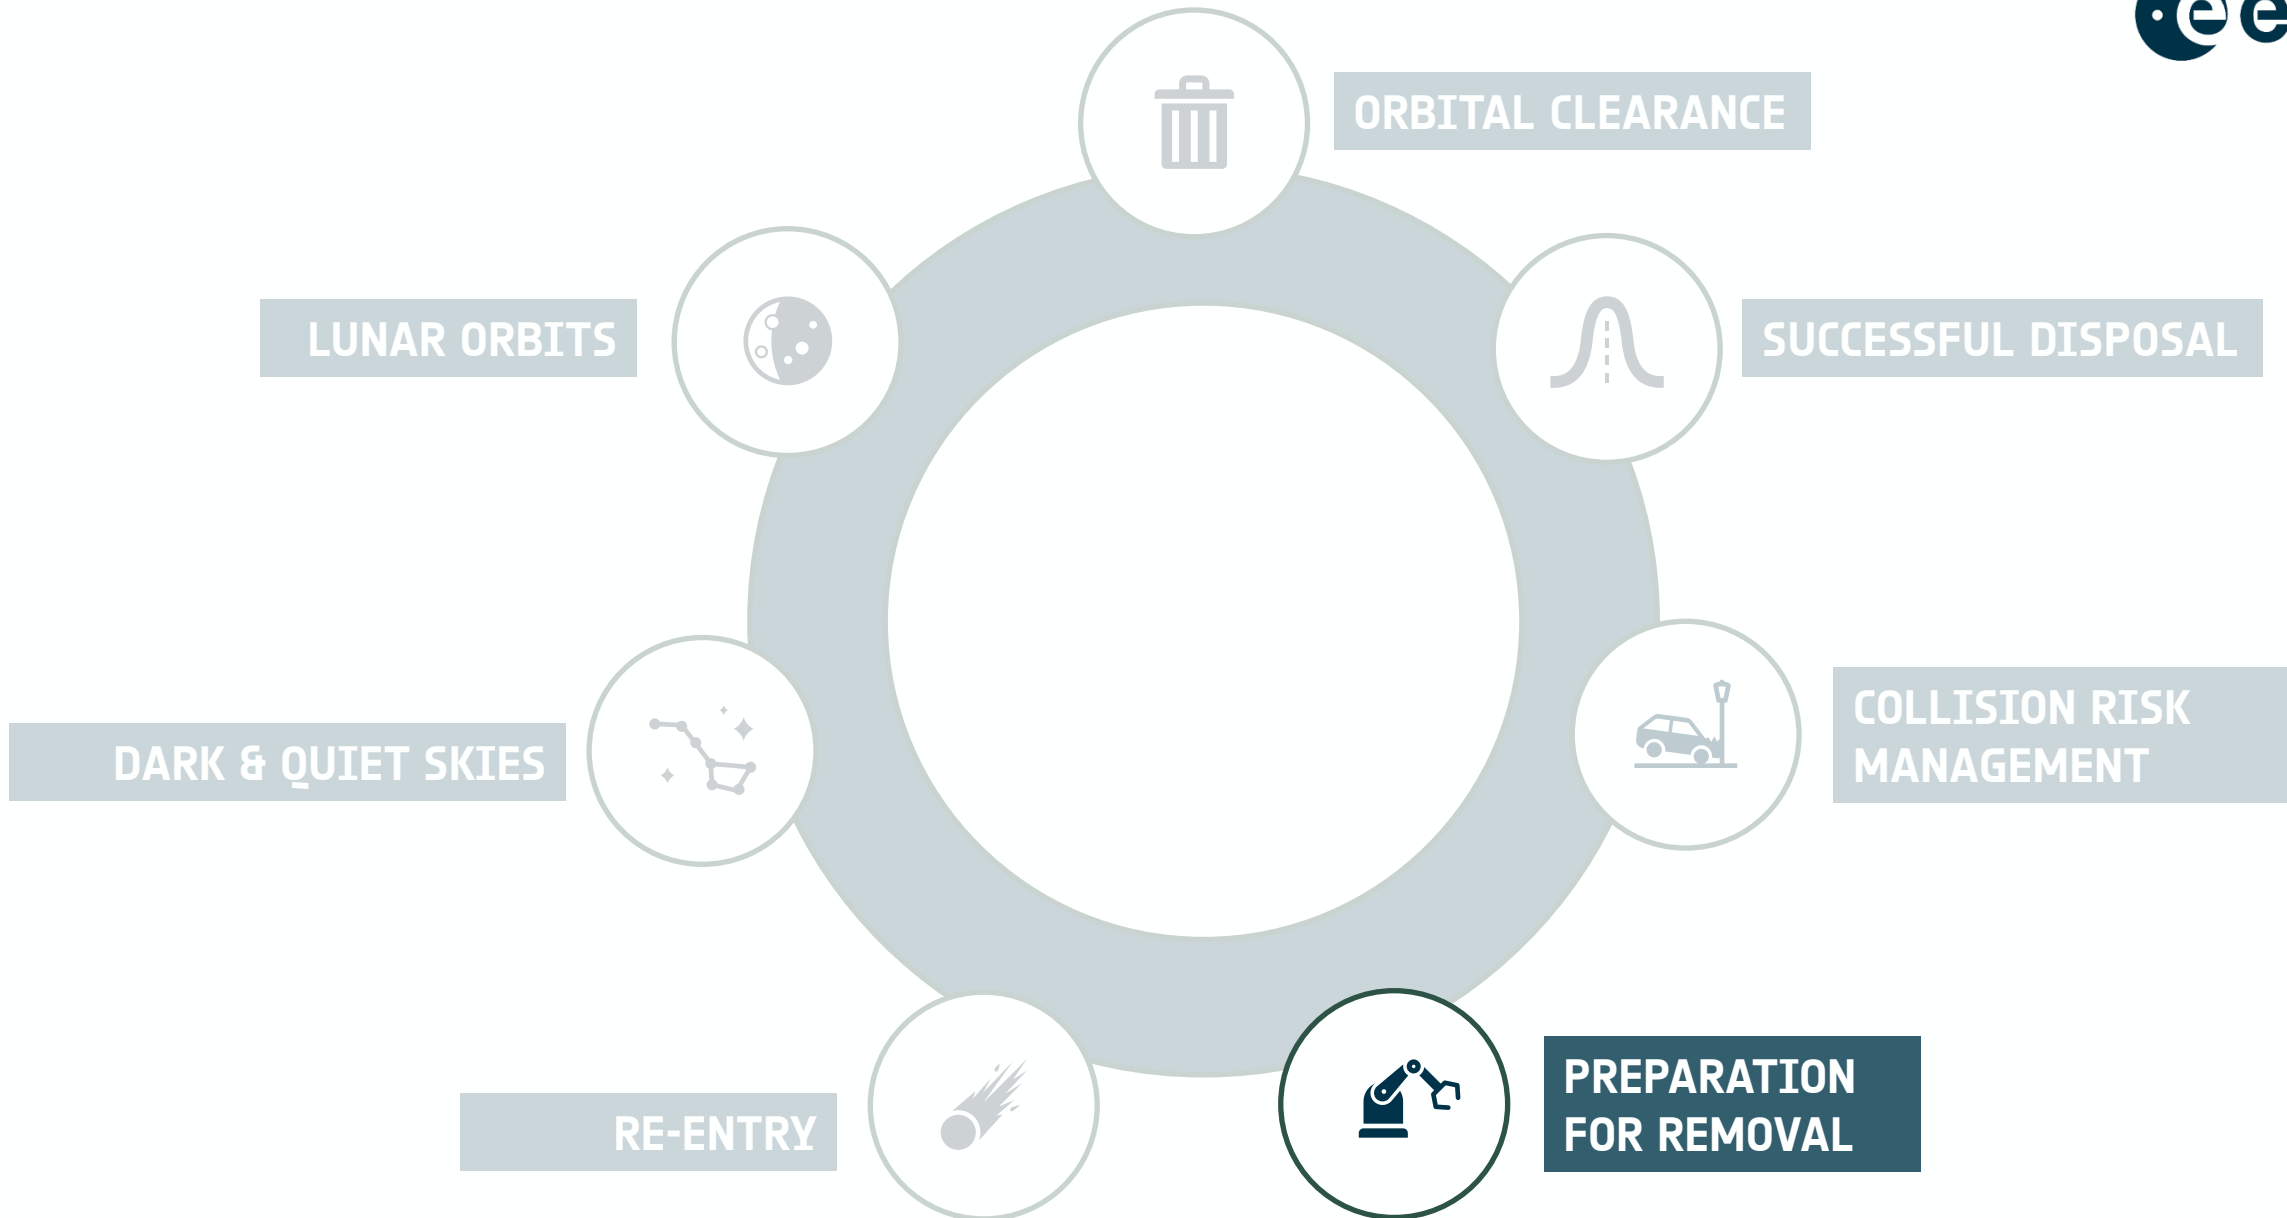 ORBITAL CLEARANCE
LUNAR ORBITS
SUCCESSFUL DISPOSAL
COLLISION RISK
MANAGEMENT
DARK & QUIET SKIES
PREPARATION
FOR REMOVAL
RE-ENTRY